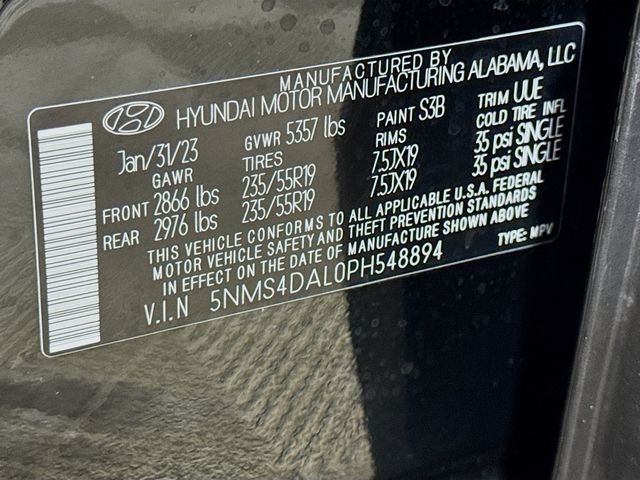 MANUFACTURED BY
HYUNDAI MOTOR MANUFACTURING ALABAMA, LLC
Jan/31/23 GVWR 5357 lbs PAINT S3B TRIM UUE
GAWR TIRES RIMS COLD TIRE INFL
FRONT 2866 lbs 235/55R19 7.5JX19 35 psi SINGLE
REAR 2976 lbs 235/55R19 7.5JX19 35 psi SINGLE
THIS VEHICLE CONFORMS TO ALL APPLICABLE U.S.A. FEDERAL
MOTOR VEHICLE SAFETY AND THEFT PREVENTION STANDARDS
IN EFFECT ON THE DATE OF MANUFACTURE SHOWN ABOVE
V.I.N 5NMS4DAL0PH548894 TYPE: MPV